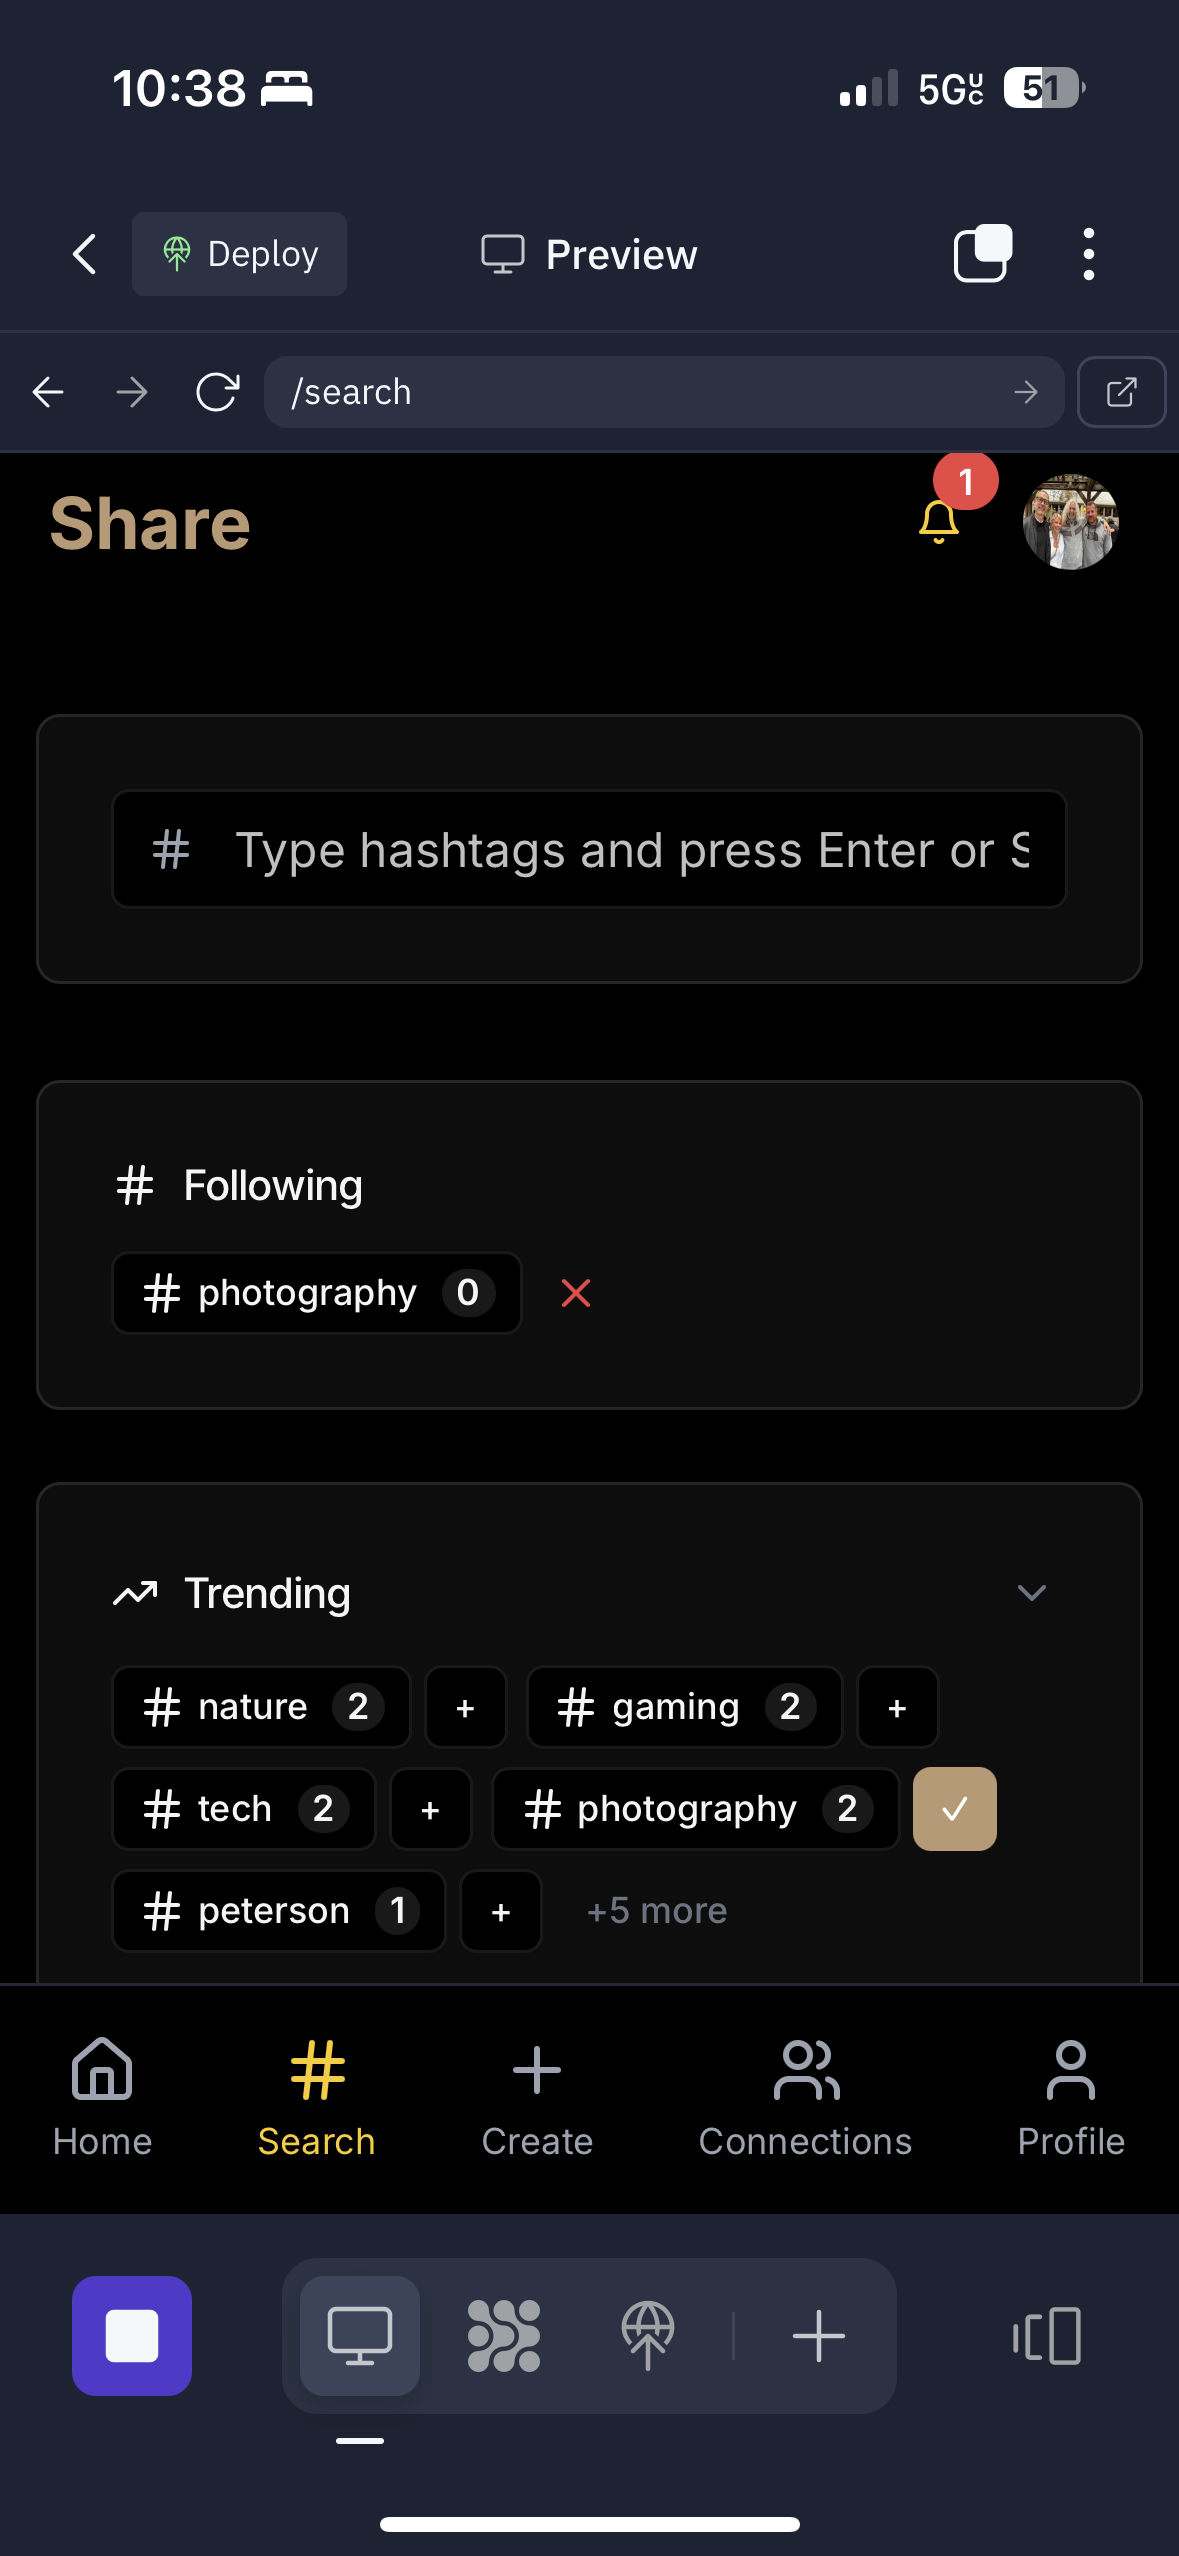 10:38
5G UC 51
Deploy
Preview
/search
Share
1
# Type hashtags and press Enter or S
# Following
# photography 0
Trending
# nature 2 + # gaming 2 +
# tech 2 + # photography 2
# peterson 1 + +5 more
Home Search Create Connections Profile